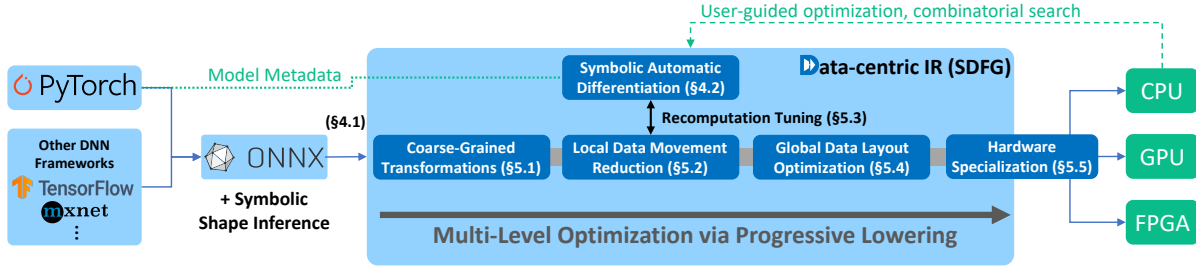 User-guided optimization, combinatorial search
PyTorch
Model Metadata
Symbolic Automatic
Differentiation (§4.2)
Data-centric IR (SDFG)
CPU
Other DNN
Frameworks
TensorFlow
mxnet
⋮
(§4.1)
ONNX
+ Symbolic
Shape Inference
Recomputation Tuning (§5.3)
Coarse-Grained
Transformations (§5.1)
Local Data Movement
Reduction (§5.2)
Global Data Layout
Optimization (§5.4)
Hardware
Specialization (§5.5)
GPU
FPGA
Multi-Level Optimization via Progressive Lowering